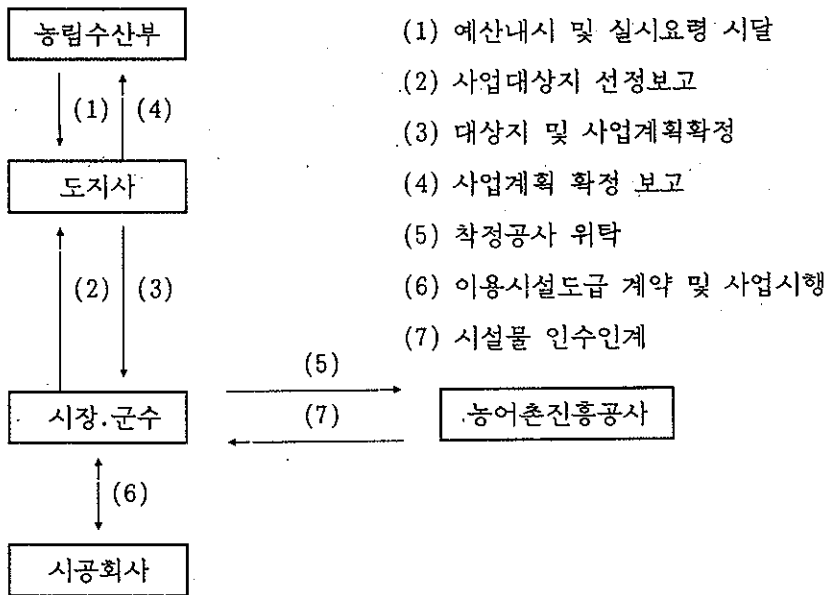 농림수산부
(1) 예산내시 및 실시요령 시달
(2) 사업대상지 선정보고
(1) (4)
(3) 대상지 및 사업계획확정
도지사
(4) 사업계획 확정 보고
(5) 착정공사 위탁
(2) (3)
(6) 이용시설도급 계약 및 사업시행
(7) 시설물 인수인계
(5)
시장.군수
(7)
농어촌진흥공사
(6)
시공회사